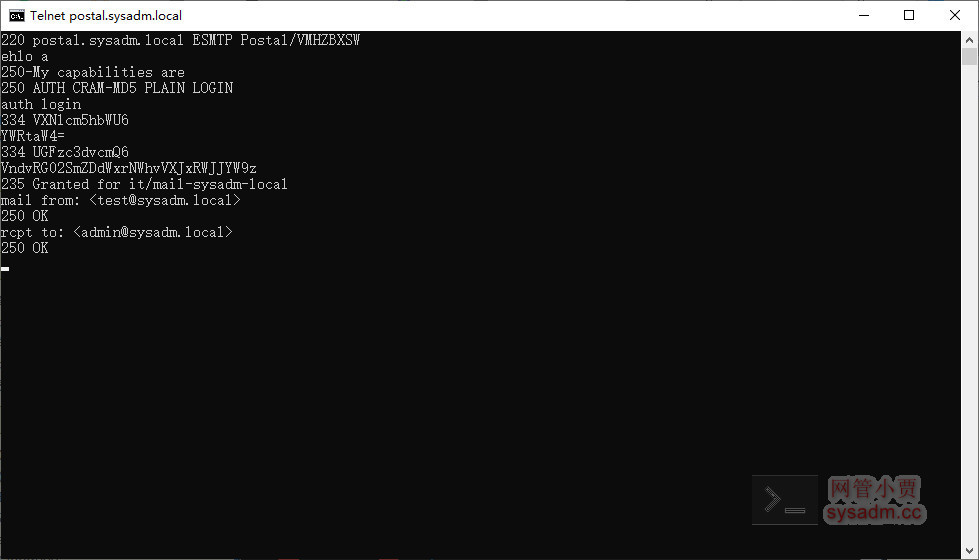 Telnet postal.sysadm.local
220 postal.sysadm.local ESMTP Postal/VMHZBXSW
ehlo a
250-My capabilities are
250 AUTH CRAM-MD5 PLAIN LOGIN
auth login
334 VXNlcm5hbWU6
YWRtaW4=
334 UGFzc3dvcmQ6
VndvRG02SmZDdWxrNWhvVXJxRWJJYW9z
235 Granted for it/mail-sysadm-local
mail from: <test@sysadm.local>
250 OK
rcpt to: <admin@sysadm.local>
250 OK
网管小贾
sysadm.cc